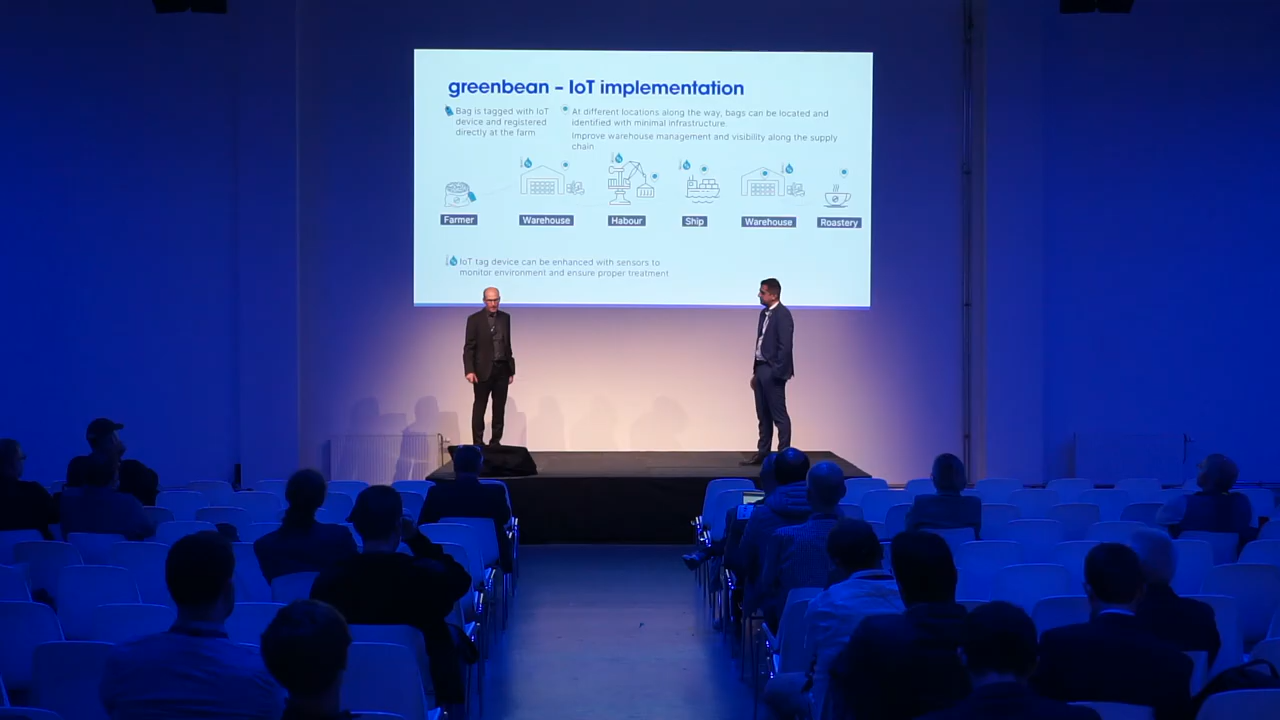 greenbean – IoT implementation
Bag is tagged with IoT
device and registered
directly at the farm
At different locations along the way, bags can be located and
identified with minimal infrastructure.
Improve warehouse management and visibility along the supply
chain
Farmer
Warehouse
Habour
Ship
Warehouse
Roastery
IoT tag device can be enhanced with sensors to
monitor environment and ensure proper treatment